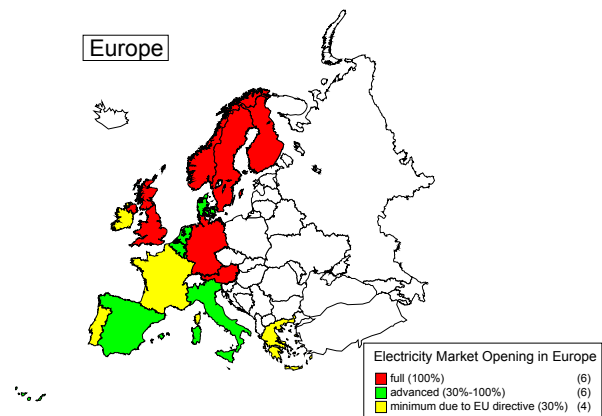 Europe
Electricity Market Opening in Europe
full (100%) (6)
advanced (30%-100%) (6)
minimum due to EU directive (30%) (4)